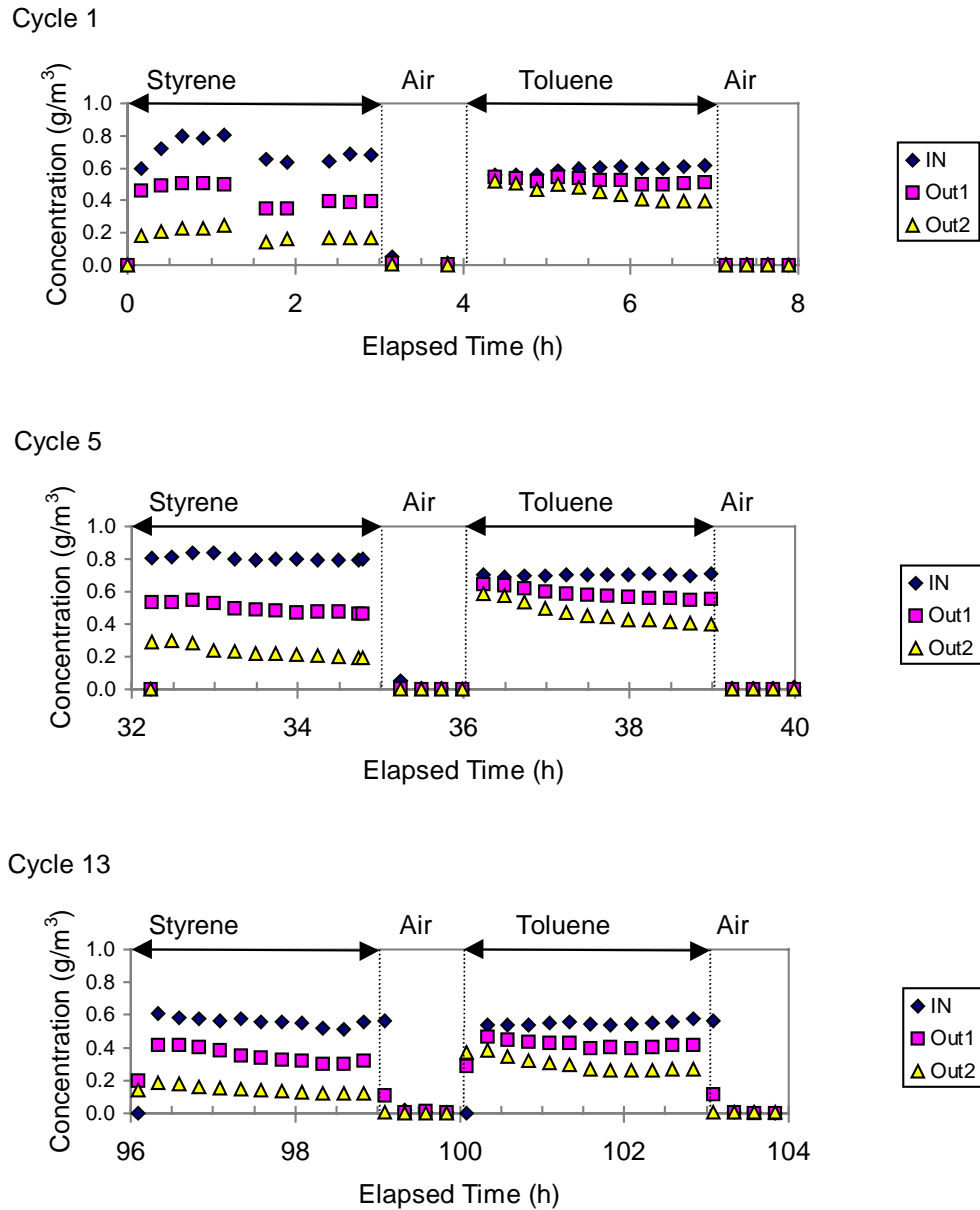 Cycle 1
Styrene Air Toluene Air
Concentration (g/m³)
1.0
0.8
0.6
0.4
0.2
0.0
0 2 4 6 8
Elapsed Time (h)
IN
Out1
Out2
Cycle 5
Styrene Air Toluene Air
Concentration (g/m³)
1.0
0.8
0.6
0.4
0.2
0.0
32 34 36 38 40
Elapsed Time (h)
IN
Out1
Out2
Cycle 13
Styrene Air Toluene Air
Concentration (g/m³)
1.0
0.8
0.6
0.4
0.2
0.0
96 98 100 102 104
Elapsed Time (h)
IN
Out1
Out2